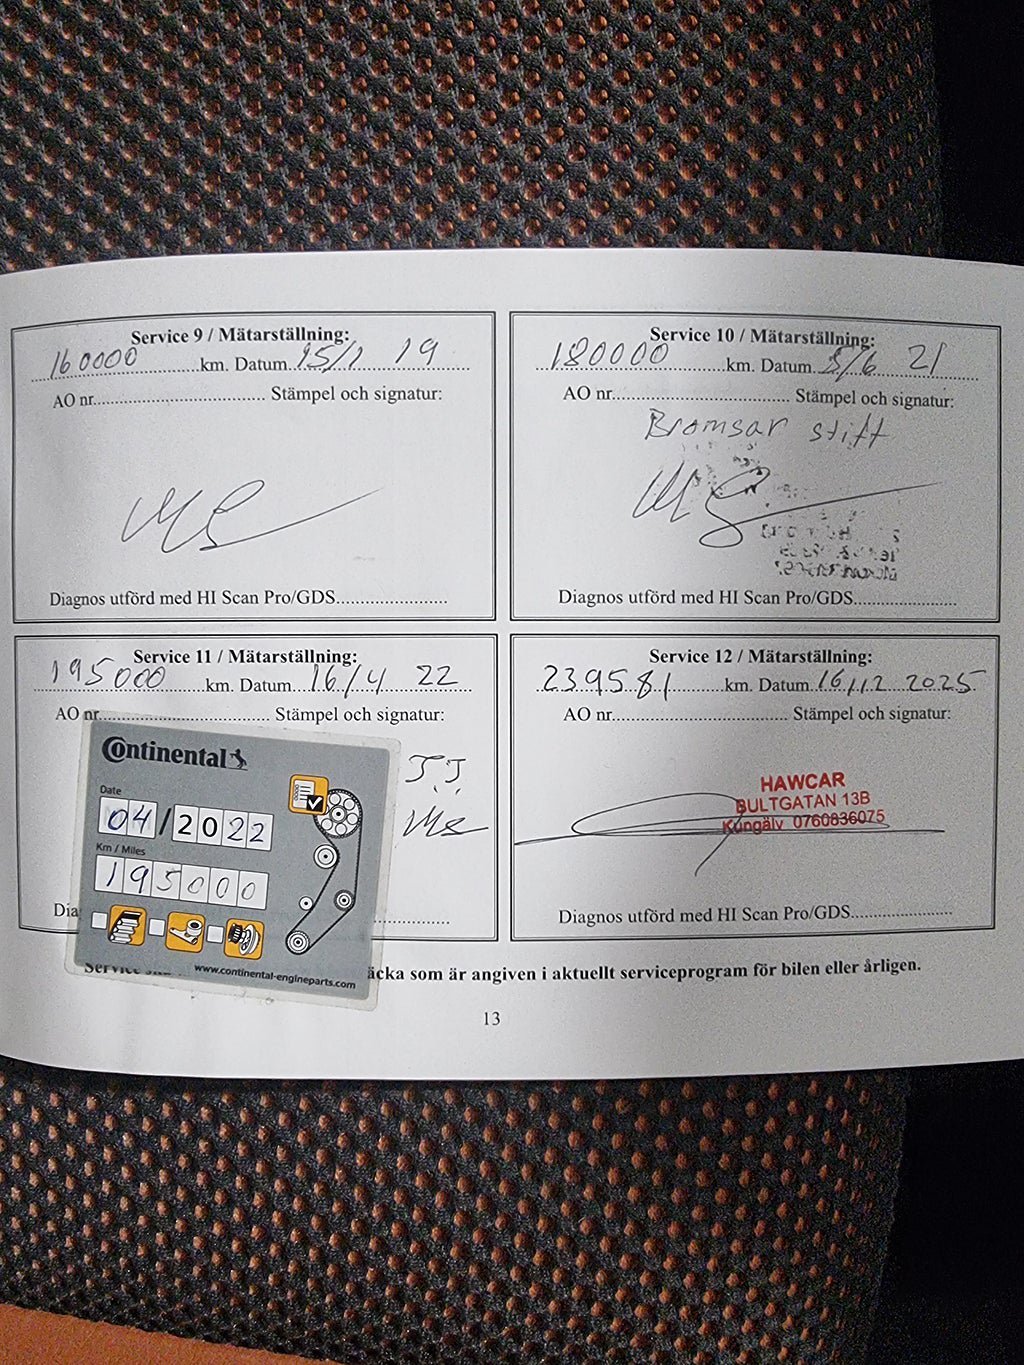 Service 9 / Mätarställning:
160000 km. Datum 15/1 19
AO nr. Stämpel och signatur:
Diagnos utförd med HI Scan Pro/GDS
Service 10 / Mätarställning:
180000 km. Datum 8/6 21
AO nr. Stämpel och signatur:
Bromsar stift
Diagnos utförd med HI Scan Pro/GDS
Service 11 / Mätarställning:
195000 km. Datum 16/4 22
AO nr Stämpel och signatur:
J.J.
Dia
Continental
Date
04/2022
Km / Miles
195000
www.continental-engineparts.com
Service 12 / Mätarställning:
239581 km. Datum 16/12 2025
AO nr. Stämpel och signatur:
HAWCAR
BULTGATAN 13B
Kungälv 0760836075
Diagnos utförd med HI Scan Pro/GDS
Service äcka som är angiven i aktuellt serviceprogram för bilen eller årligen.
13